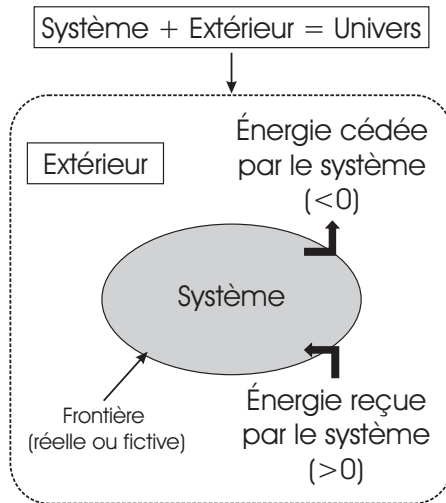 Système + Extérieur = Univers
Extérieur
Énergie cédée
par le système
(<0)
Système
Frontière
(réelle ou fictive)
Énergie reçue
par le système
(>0)